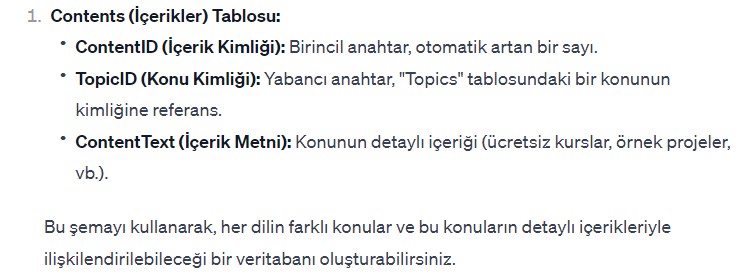 1. Contents (İçerikler) Tablosu:
• ContentID (İçerik Kimliği): Birincil anahtar, otomatik artan bir sayı.
• TopicID (Konu Kimliği): Yabancı anahtar, "Topics" tablosundaki bir konunun
kimliğine referans.
• ContentText (İçerik Metni): Konunun detaylı içeriği (ücretsiz kurslar, örnek projeler,
vb.).
Bu şemayı kullanarak, her dilin farklı konular ve bu konuların detaylı içerikleriyle
ilişkilendirilebileceği bir veritabanı oluşturabilirsiniz.